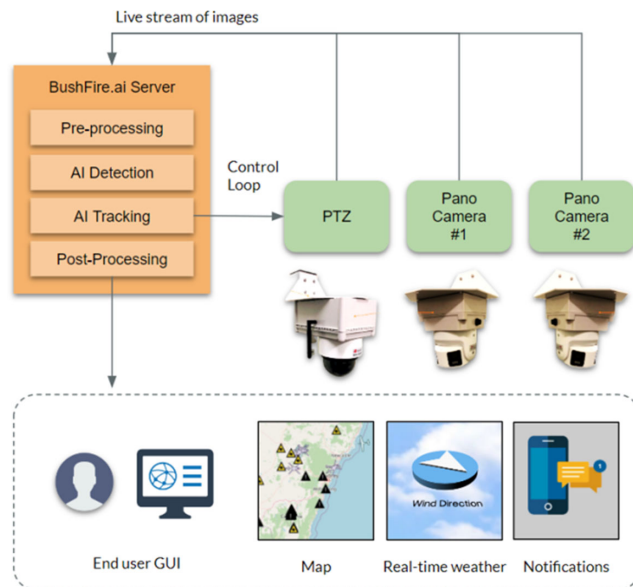 Live stream of images
BushFire.ai Server
Pre-processing
AI Detection
AI Tracking
Post-Processing
Control
Loop
PTZ
Pano
Camera
#1
Pano
Camera
#2
Wind Direction
1
End user GUI
Map
Real-time weather
Notifications